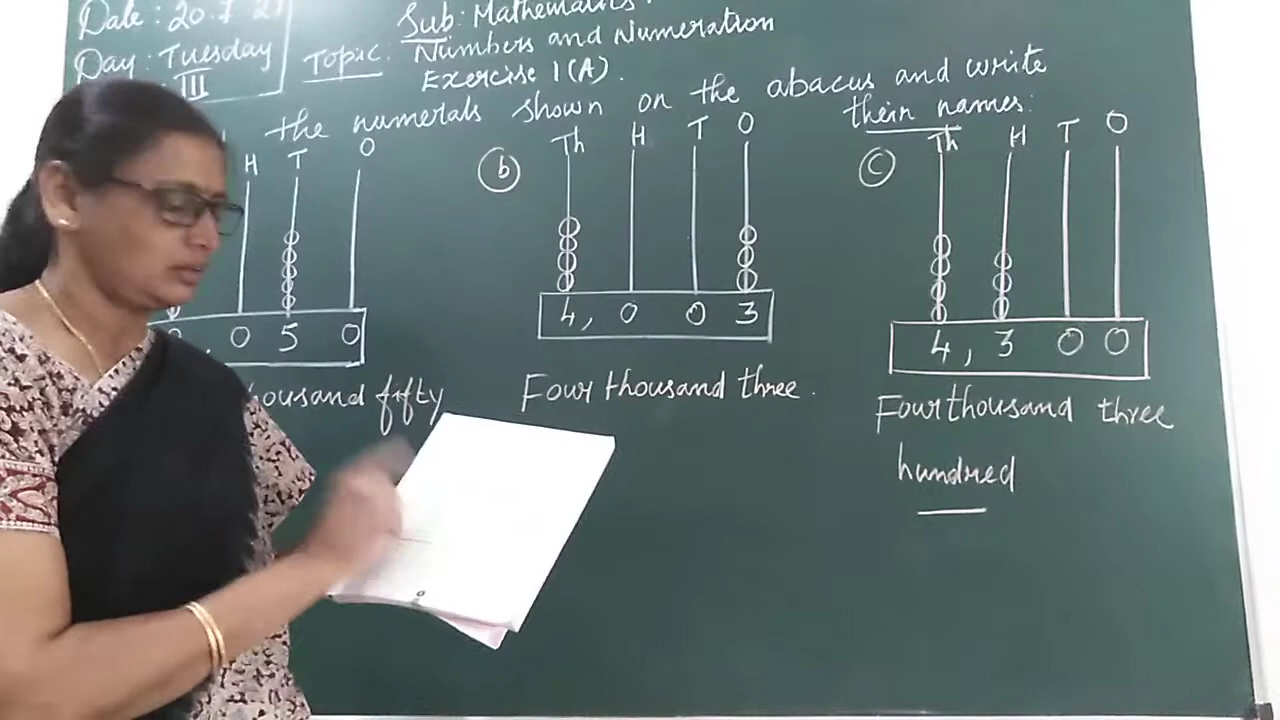 Date: 20.7.21
Sub: Mathematics.
Day: Tuesday
III
Topic: Numbers and Numeration
Exercise 1(A).
the numerals shown on the abacus and write their names:
H T O
(b) Th H T O
(c) Th H T O
0 5 0
4, 0 0 3
4, 3 0 0
thousand fifty
Four thousand three.
Four thousand three
hundred